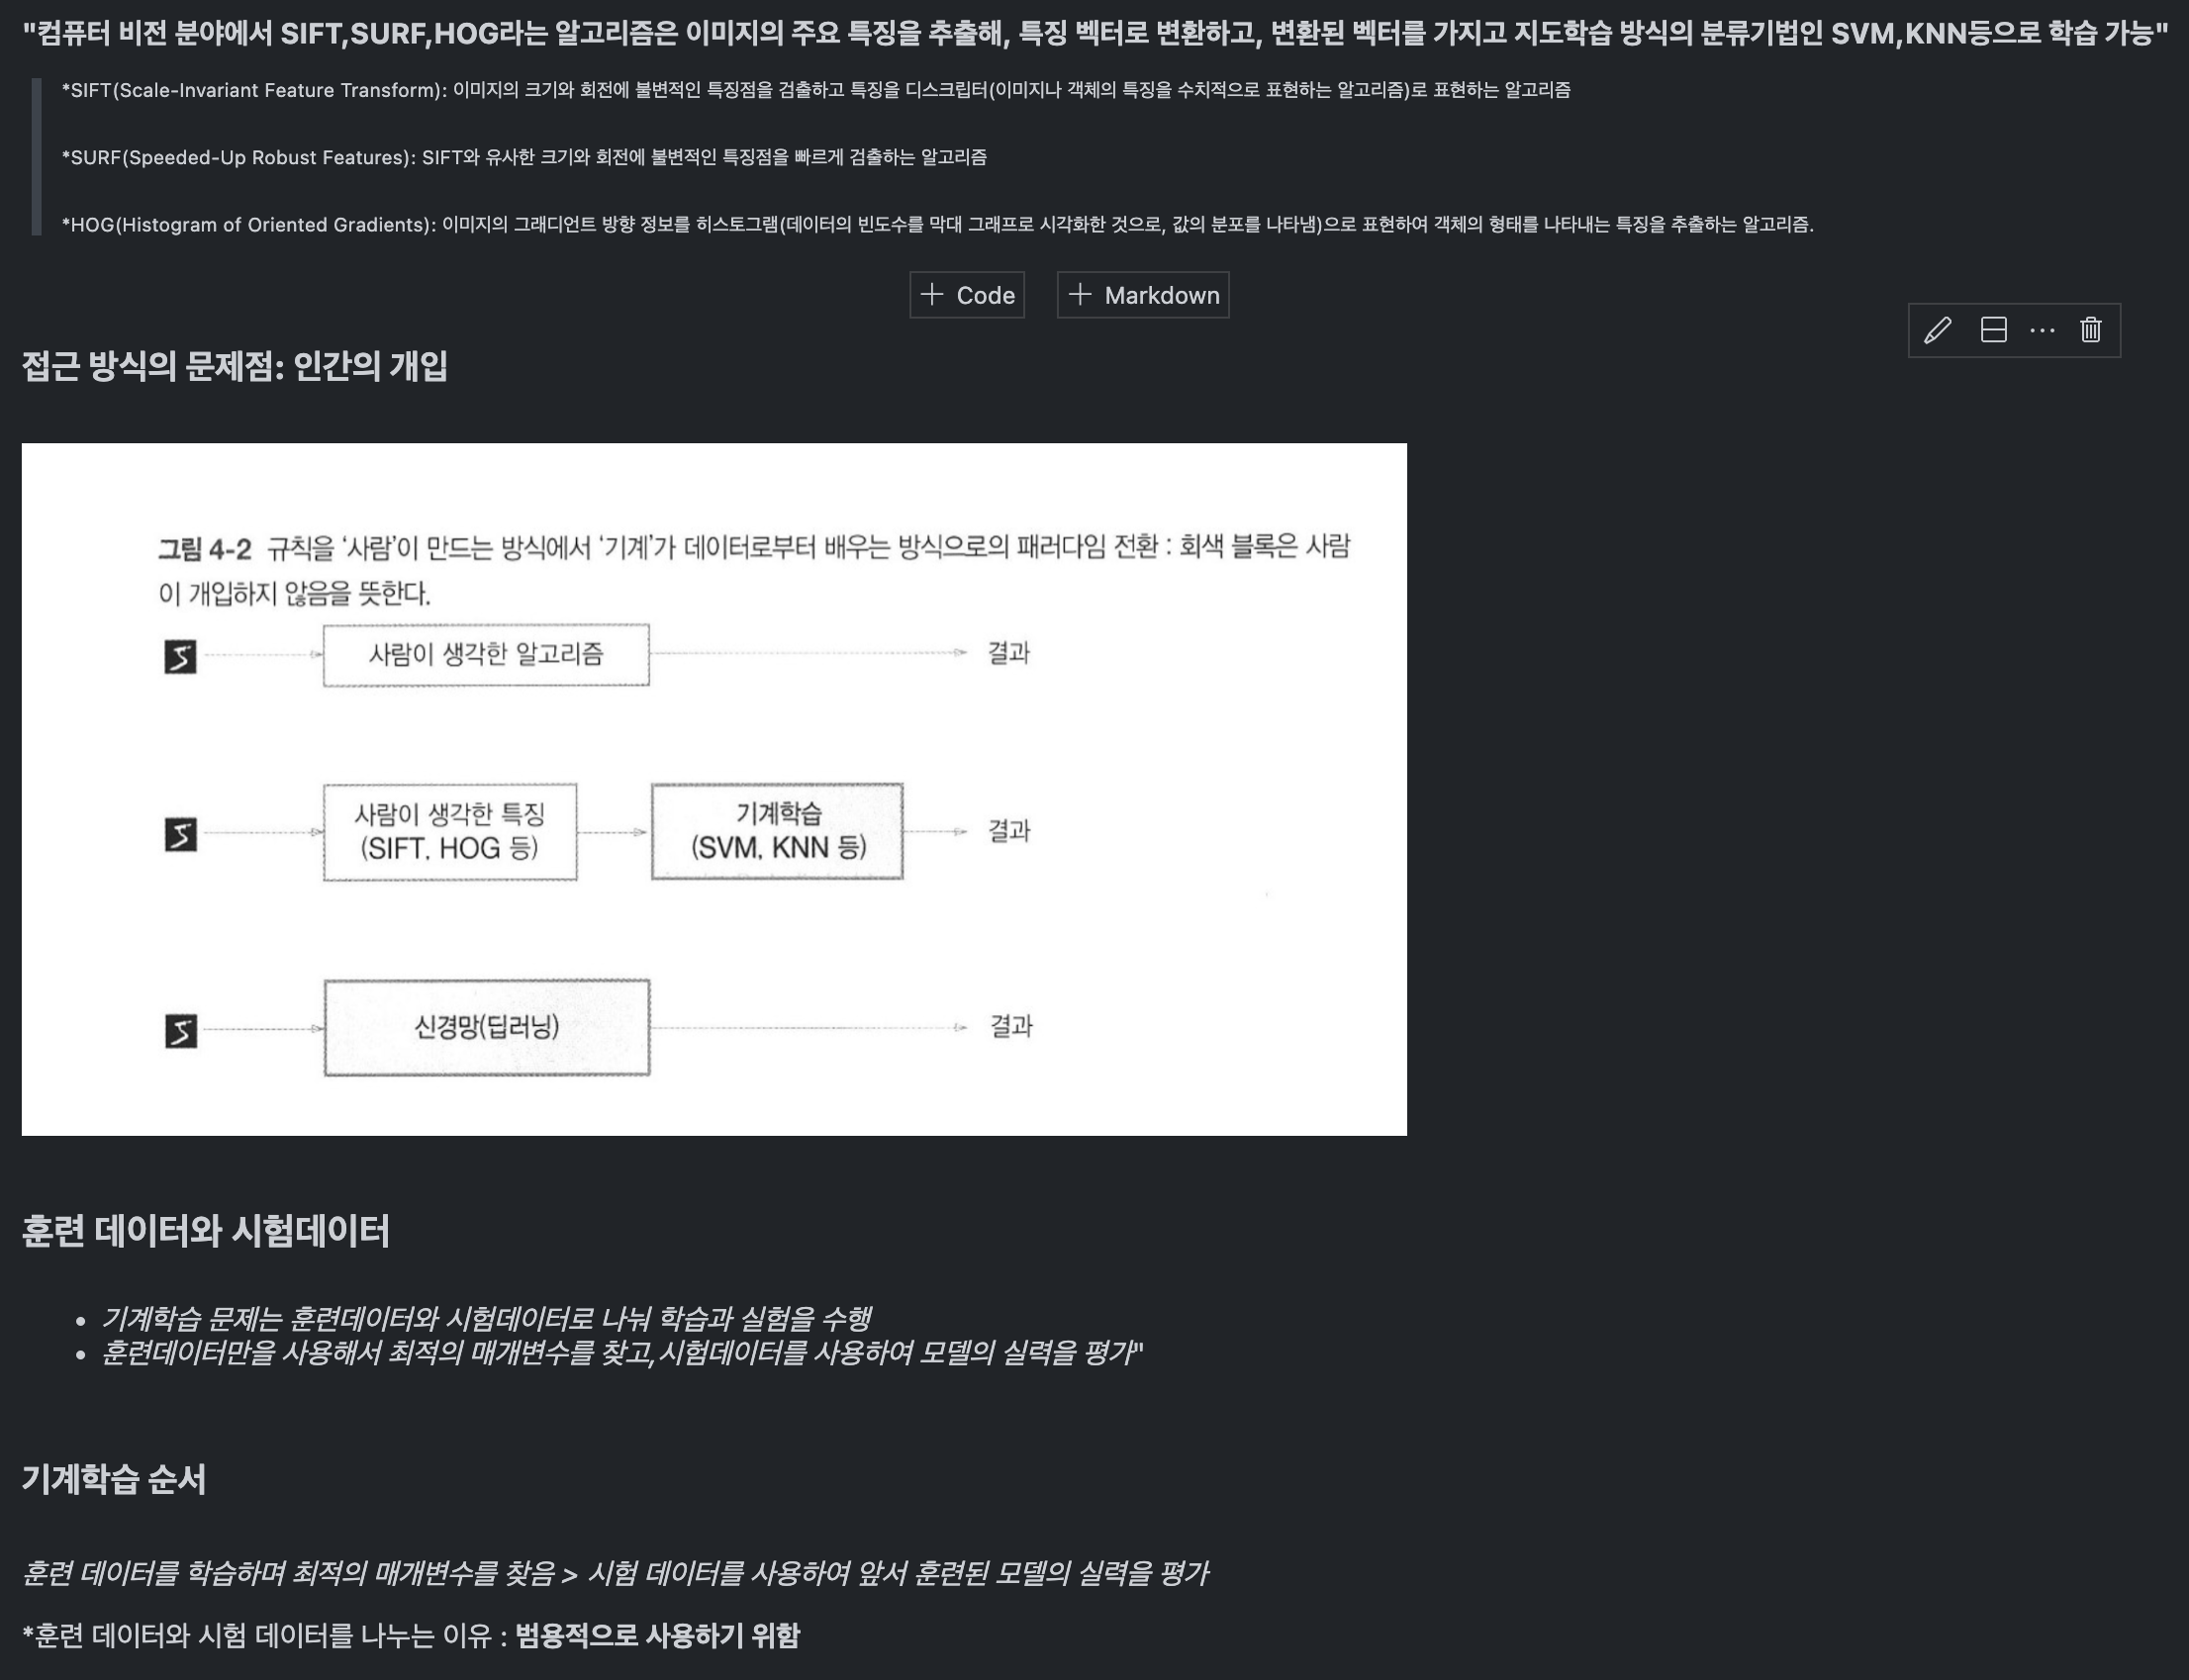 "컴퓨터 비전 분야에서 SIFT,SURF,HOG라는 알고리즘은 이미지의 주요 특징을 추출해, 특징 벡터로 변환하고, 변환된 벡터를 가지고 지도학습 방식의 분류기법인 SVM,KNN등으로 학습 가능"
*SIFT(Scale-Invariant Feature Transform): 이미지의 크기와 회전에 불변적인 특징점을 검출하고 특징을 디스크립터(이미지나 객체의 특징을 수치적으로 표현하는 알고리즘)로 표현하는 알고리즘
*SURF(Speeded-Up Robust Features): SIFT와 유사한 크기와 회전에 불변적인 특징점을 빠르게 검출하는 알고리즘
*HOG(Histogram of Oriented Gradients): 이미지의 그래디언트 방향 정보를 히스토그램(데이터의 빈도수를 막대 그래프로 시각화한 것으로, 값의 분포를 나타냄)으로 표현하여 객체의 형태를 나타내는 특징을 추출하는 알고리즘.
+ Code + Markdown
접근 방식의 문제점: 인간의 개입
그림 4-2 규칙을 ‘사람’이 만드는 방식에서 ‘기계’가 데이터로부터 배우는 방식으로의 패러다임 전환 : 회색 블록은 사람
이 개입하지 않음을 뜻한다.
5 사람이 생각한 알고리즘 결과
사람이 생각한 특징
(SIFT, HOG 등)
기계학습
(SVM, KNN 등)
5 결과
5 신경망(딥러닝) 결과
훈련 데이터와 시험데이터
• 기계학습 문제는 훈련데이터와 시험데이터로 나눠 학습과 실험을 수행
• 훈련데이터만을 사용해서 최적의 매개변수를 찾고,시험데이터를 사용하여 모델의 실력을 평가"
기계학습 순서
훈련 데이터를 학습하며 최적의 매개변수를 찾음 > 시험 데이터를 사용하여 앞서 훈련된 모델의 실력을 평가
*훈련 데이터와 시험 데이터를 나누는 이유 : 범용적으로 사용하기 위함